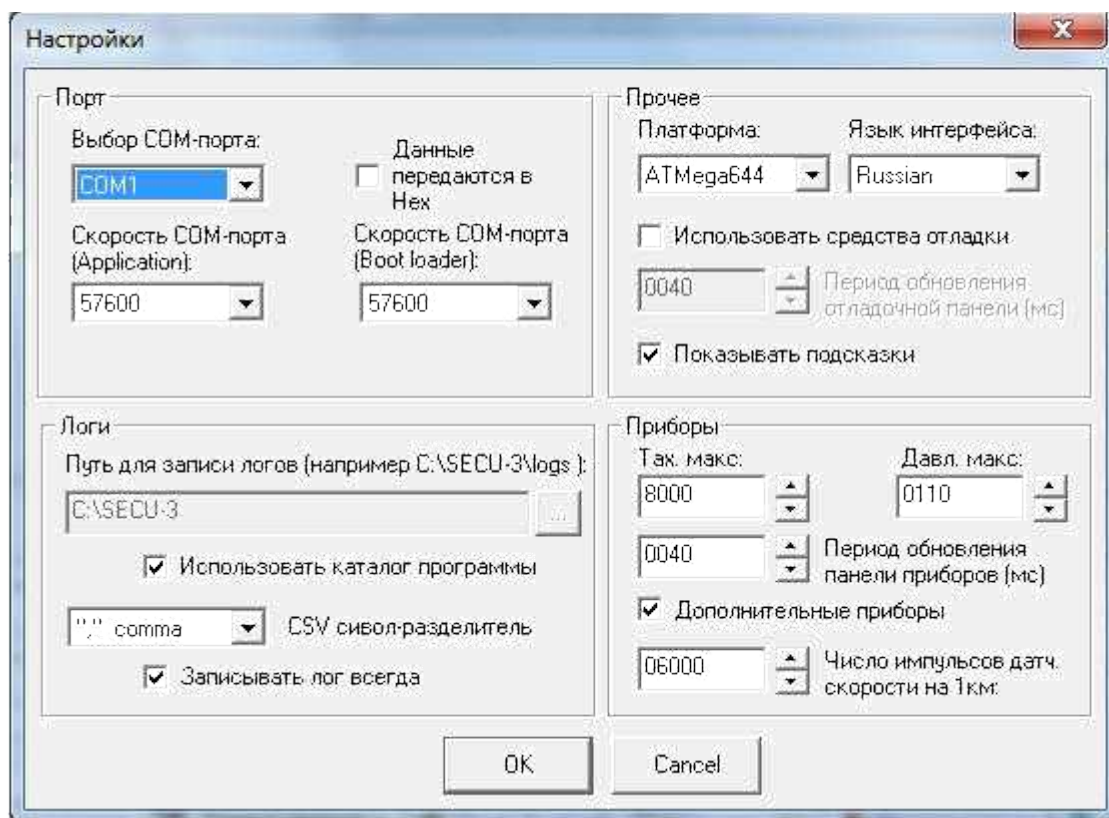 Настройки
Порт
Выбор COM-порта:
COM1
Данные
передаются в
Hex
Скорость COM-порта
(Application):
57600
Скорость COM-порта
(Boot loader):
57600
Прочее
Платформа:
ATMega644
Язык интерфейса:
Russian
Использовать средства отладки
0040
Период обновления
отладочной панели (мс)
Показывать подсказки
Логи
Путь для записи логов (например C:\SECU-3\logs ):
C:\SECU-3
...
Использовать каталог программы
"," comma
CSV сивол-разделитель
Записывать лог всегда
Приборы
Тах. макс:
8000
Давл. макс:
0110
0040
Период обновления
панели приборов (мс)
Дополнительные приборы
06000
Число импульсов датч.
скорости на 1км:
OK
Cancel